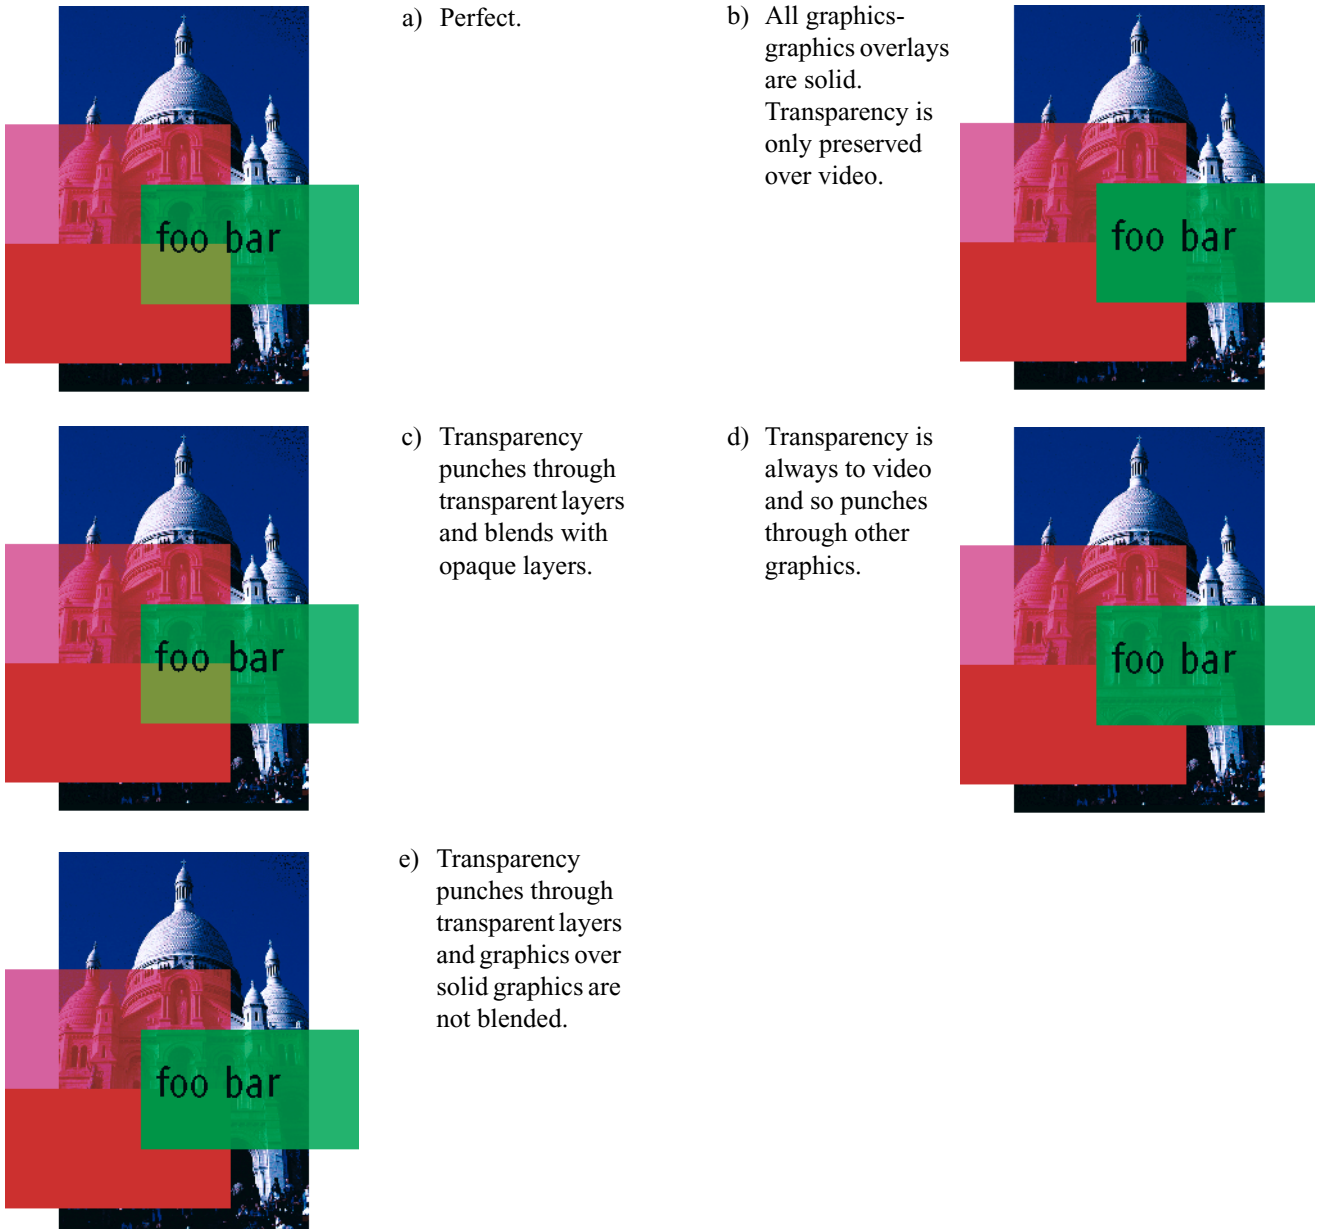 a) Perfect.
foo bar
b) All graphics-
graphics overlays
are solid.
Transparency is
only preserved
over video.
foo bar
c) Transparency
punches through
transparent layers
and blends with
opaque layers.
foo bar
d) Transparency is
always to video
and so punches
through other
graphics.
foo bar
e) Transparency
punches through
transparent layers
and graphics over
solid graphics are
not blended.
foo bar